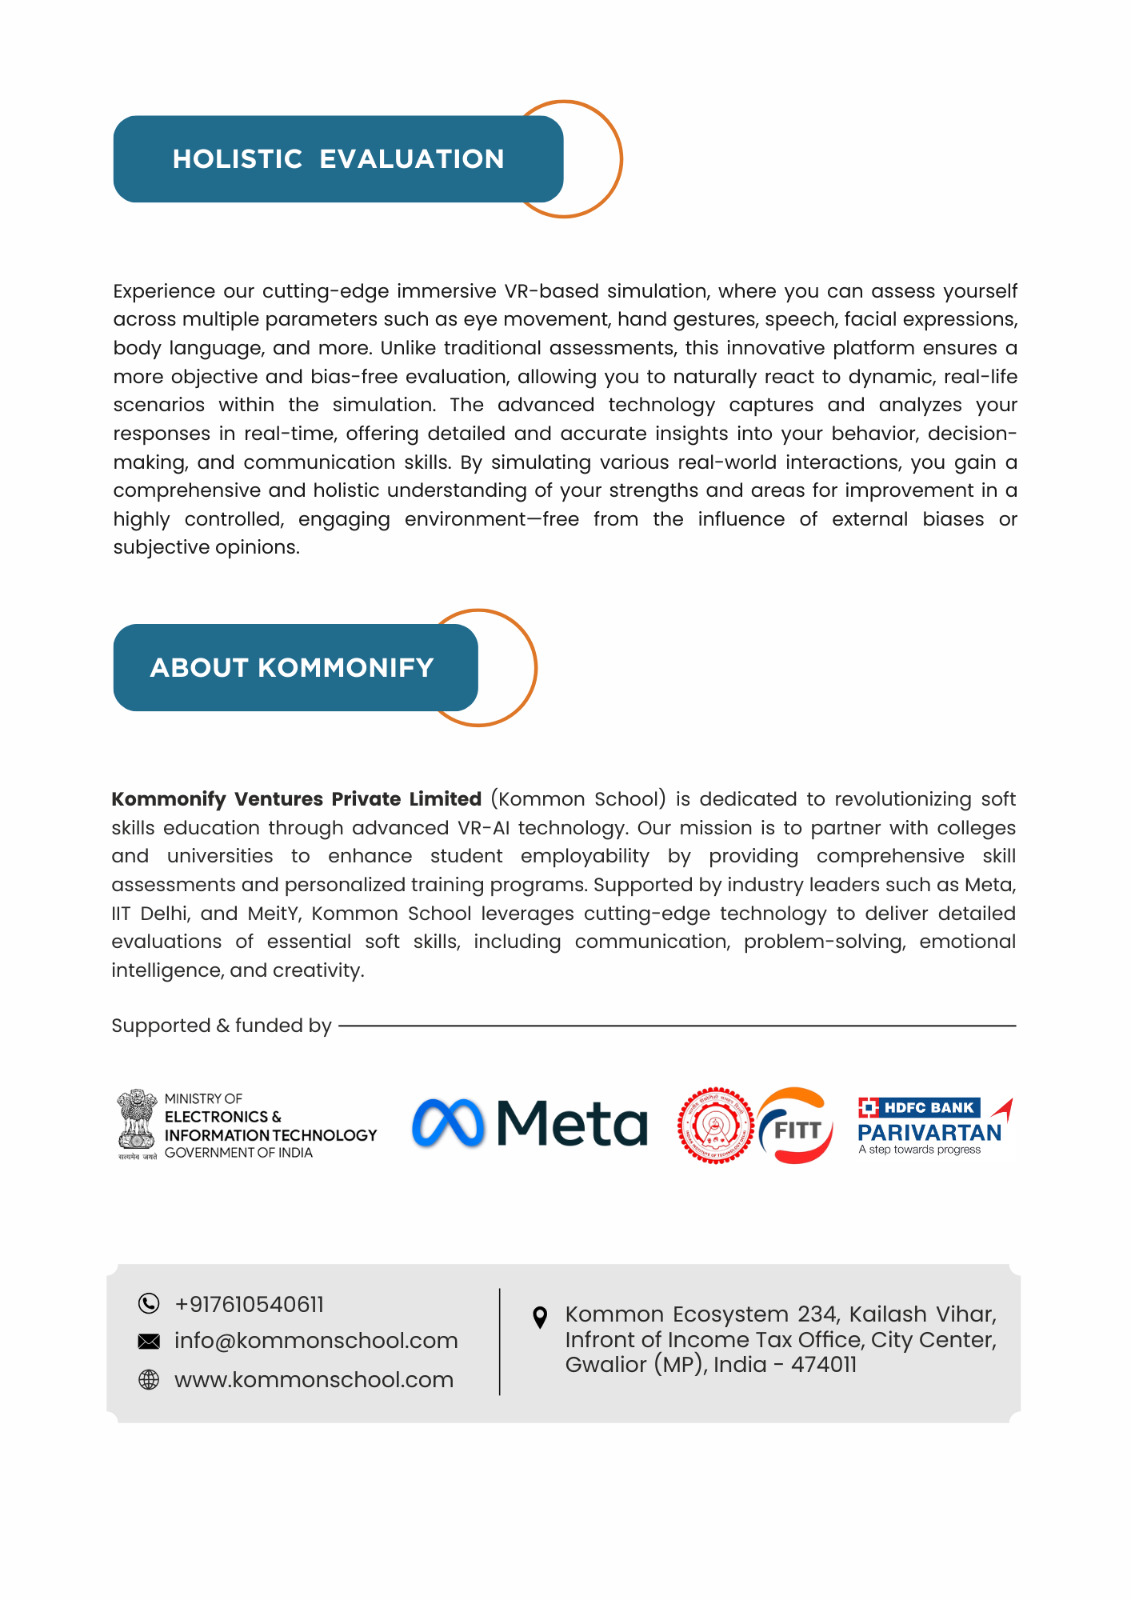 HOLISTIC EVALUATION
Experience our cutting-edge immersive VR-based simulation, where you can assess yourself
across multiple parameters such as eye movement, hand gestures, speech, facial expressions,
body language, and more. Unlike traditional assessments, this innovative platform ensures a
more objective and bias-free evaluation, allowing you to naturally react to dynamic, real-life
scenarios within the simulation. The advanced technology captures and analyzes your
responses in real-time, offering detailed and accurate insights into your behavior, decision-
making, and communication skills. By simulating various real-world interactions, you gain a
comprehensive and holistic understanding of your strengths and areas for improvement in a
highly controlled, engaging environment—free from the influence of external biases or
subjective opinions.
ABOUT KOMMONIFY
Kommonify Ventures Private Limited (Kommon School) is dedicated to revolutionizing soft
skills education through advanced VR-AI technology. Our mission is to partner with colleges
and universities to enhance student employability by providing comprehensive skill
assessments and personalized training programs. Supported by industry leaders such as Meta,
IIT Delhi, and MeitY, Kommon School leverages cutting-edge technology to deliver detailed
evaluations of essential soft skills, including communication, problem-solving, emotional
intelligence, and creativity.
Supported & funded by
सत्यमेव जयते
MINISTRY OF
ELECTRONICS &
INFORMATION TECHNOLOGY
GOVERNMENT OF INDIA
Meta
FITT
HDFC BANK
PARIVARTAN
A step towards progress
+917610540611
info@kommonschool.com
www.kommonschool.com
Kommon Ecosystem 234, Kailash Vihar,
Infront of Income Tax Office, City Center,
Gwalior (MP), India - 474011